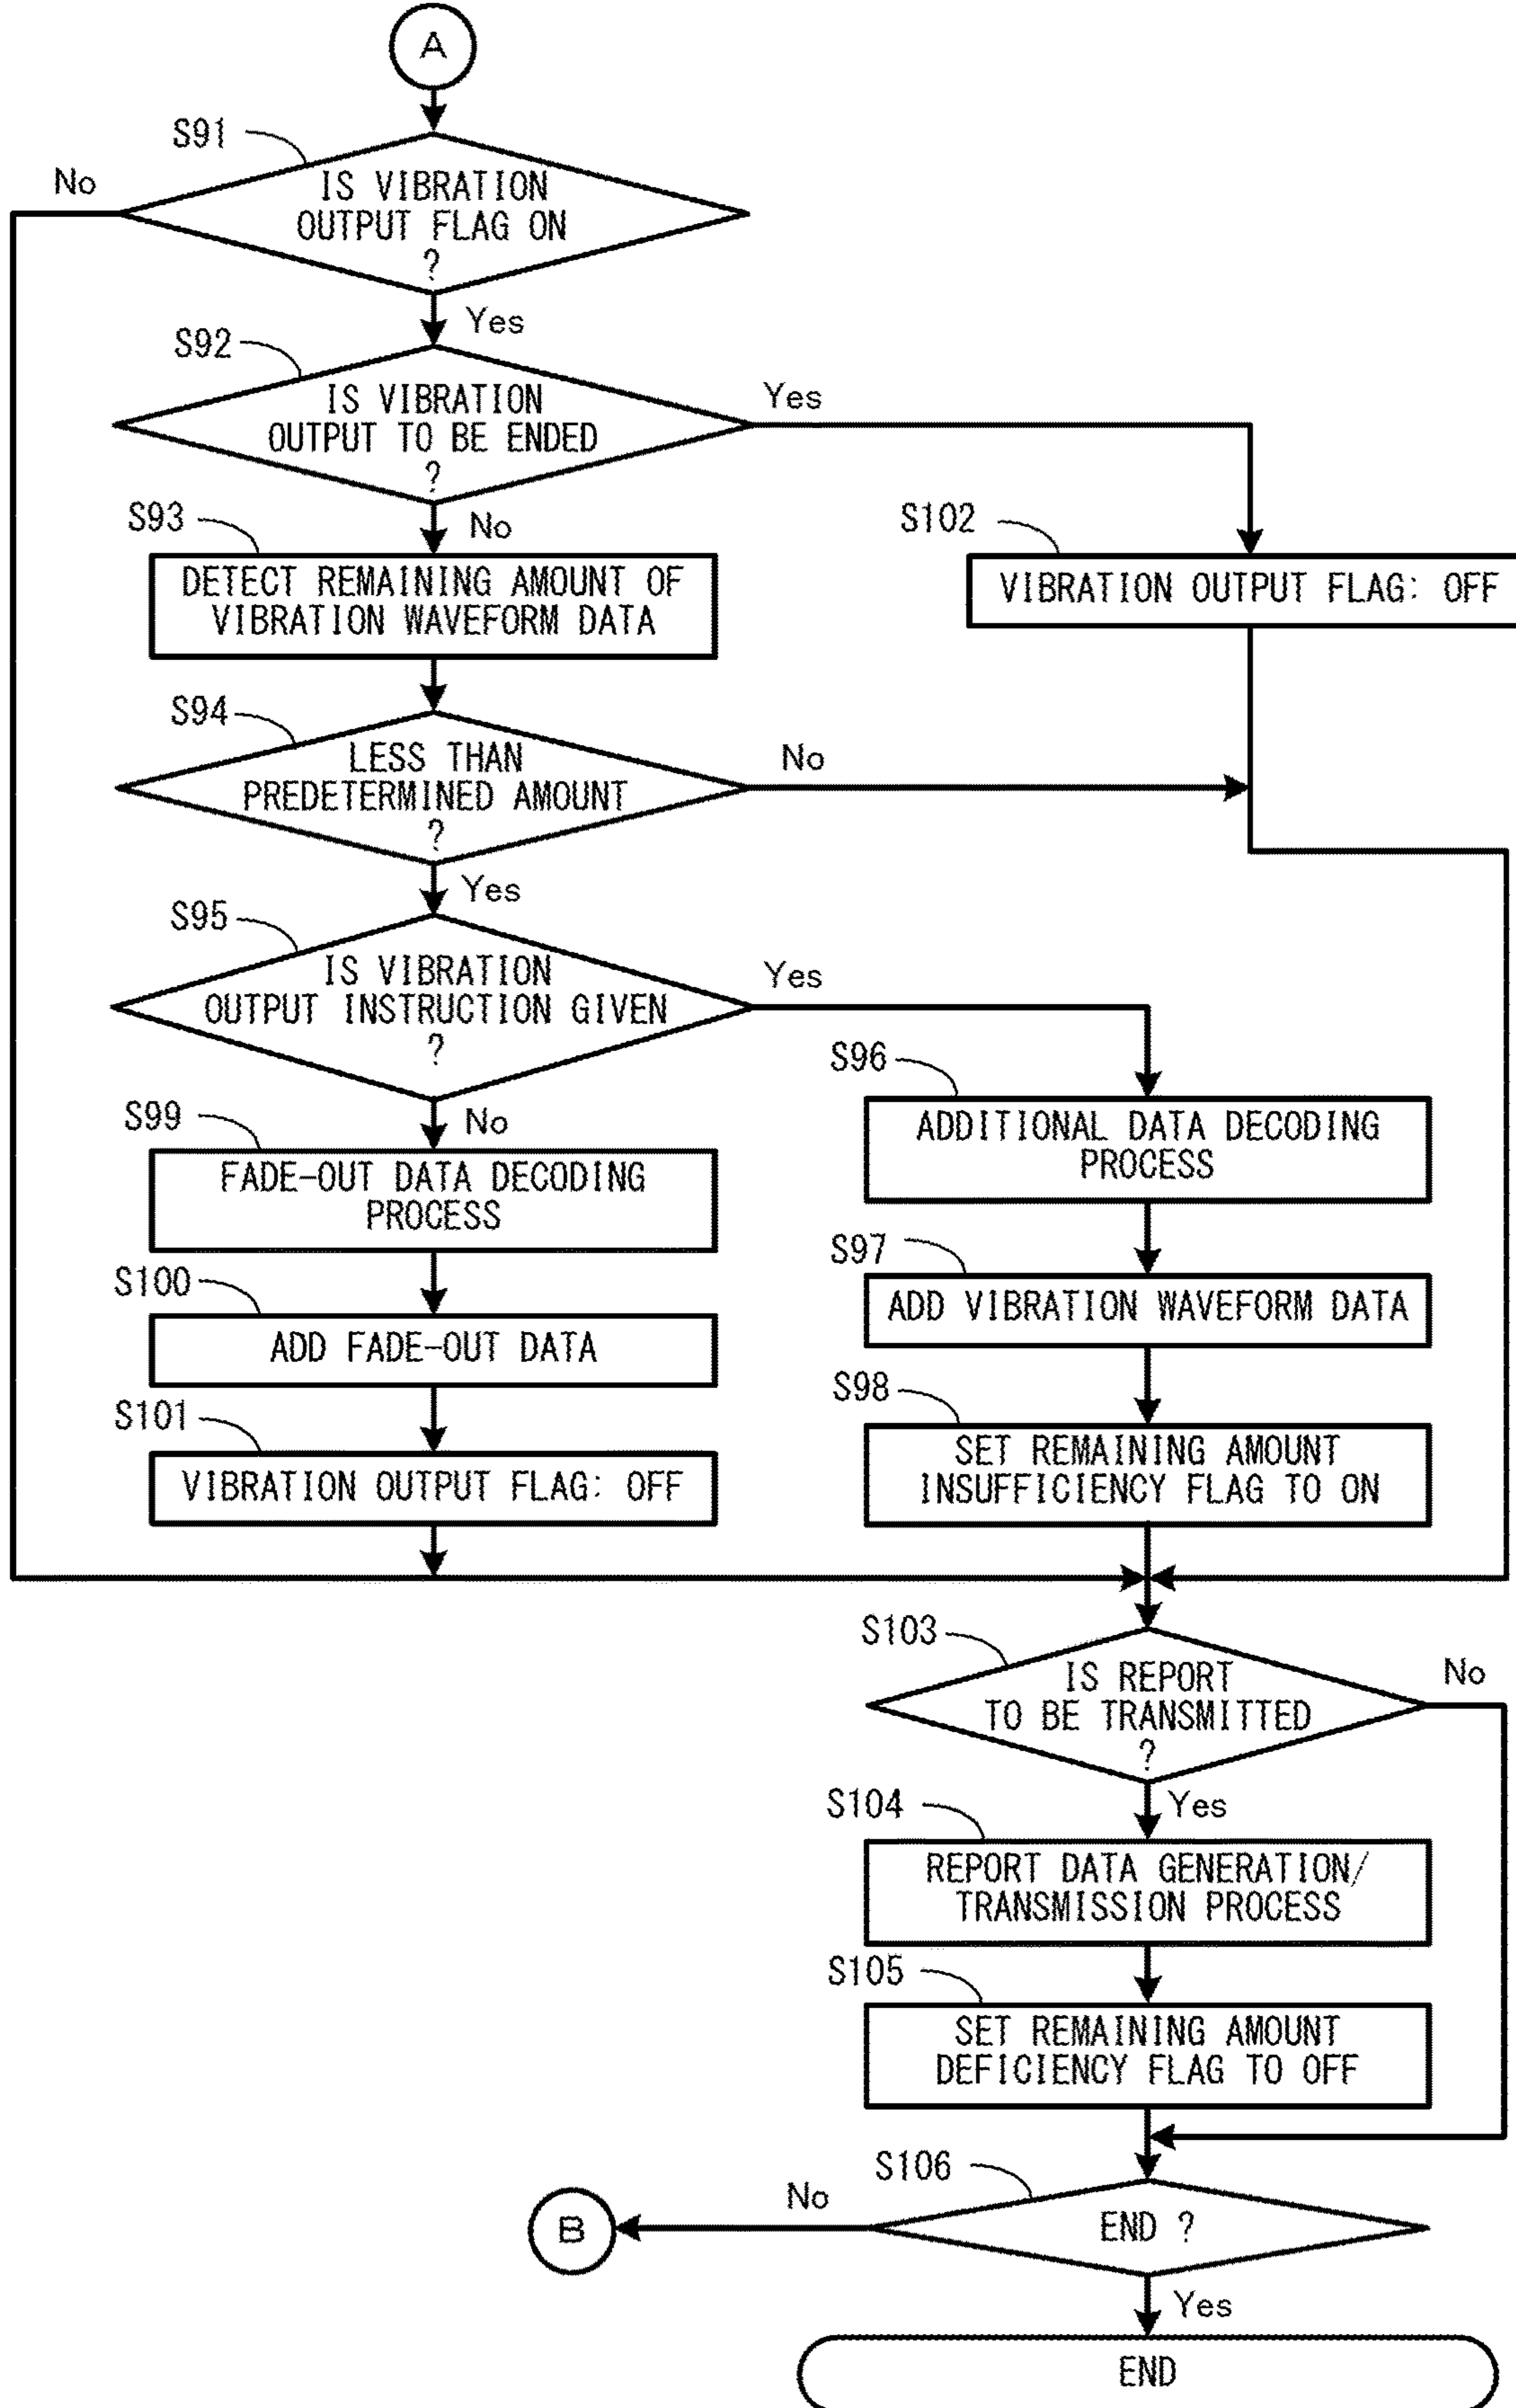 A
S91
No
IS VIBRATION
OUTPUT FLAG ON
?
Yes
S92
IS VIBRATION
OUTPUT TO BE ENDED
?
Yes
No
S93
DETECT REMAINING AMOUNT OF
VIBRATION WAVEFORM DATA
S102
VIBRATION OUTPUT FLAG: OFF
S94
LESS THAN
PREDETERMINED AMOUNT
?
No
Yes
S95
IS VIBRATION
OUTPUT INSTRUCTION GIVEN
?
Yes
No
S96
ADDITIONAL DATA DECODING
PROCESS
S99
FADE-OUT DATA DECODING
PROCESS
S97
ADD VIBRATION WAVEFORM DATA
S100
ADD FADE-OUT DATA
S98
SET REMAINING AMOUNT
INSUFFICIENCY FLAG TO ON
S101
VIBRATION OUTPUT FLAG: OFF
S103
IS REPORT
TO BE TRANSMITTED
?
No
Yes
S104
REPORT DATA GENERATION/
TRANSMISSION PROCESS
S105
SET REMAINING AMOUNT
DEFICIENCY FLAG TO OFF
S106
END ?
No
B
Yes
END